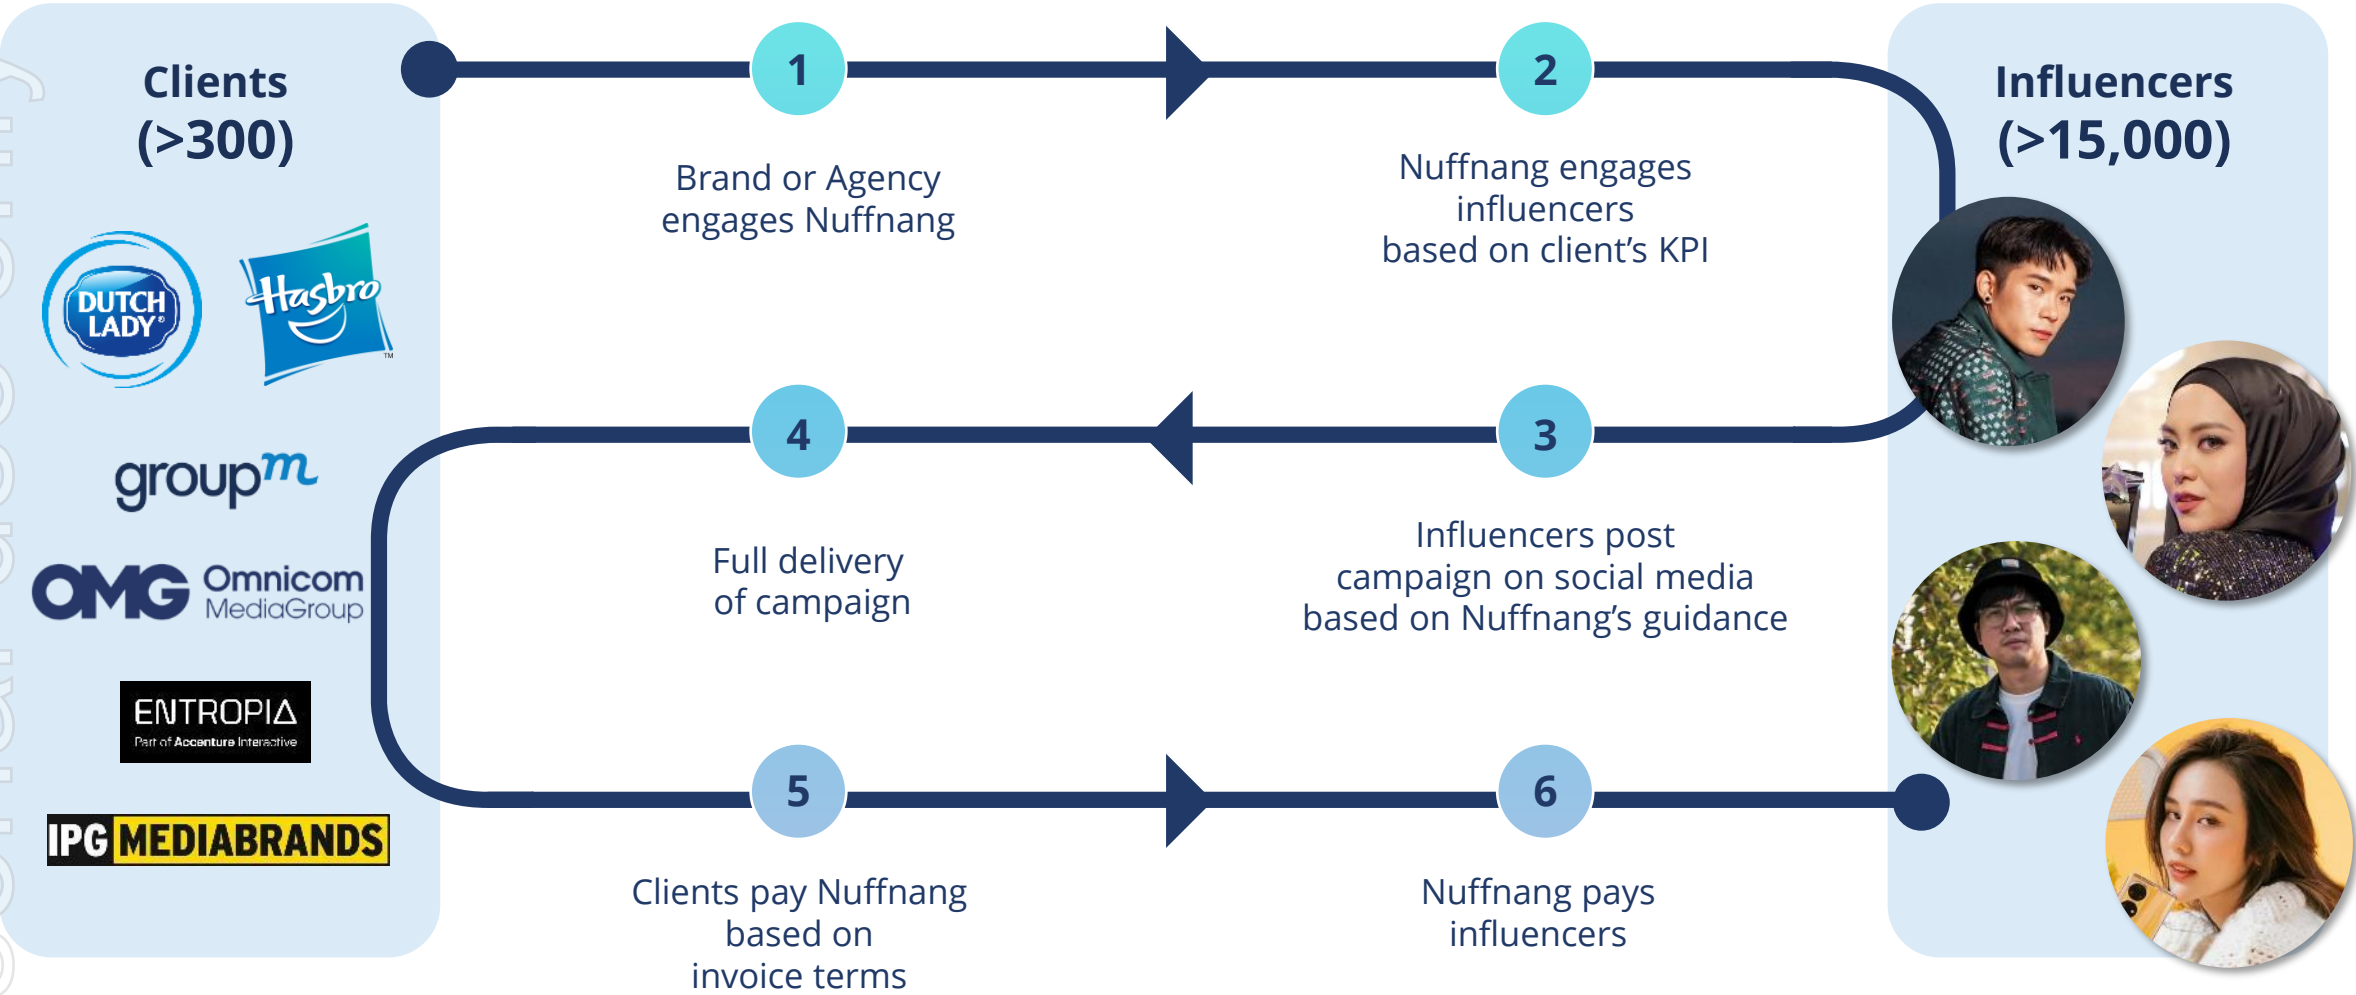 Clients
(>300)
DUTCH
LADY®
Hasbro
TM
groupm
OMG Omnicom
MediaGroup
ENTROPIA
Part of Accenture Interactive
IPG MEDIABRANDS
1
Brand or Agency
engages Nuffnang
2
Nuffnang engages
influencers
based on client’s KPI
3
Influencers post
campaign on social media
based on Nuffnang’s guidance
4
Full delivery
of campaign
5
Clients pay Nuffnang
based on
invoice terms
6
Nuffnang pays
influencers
Influencers
(>15,000)